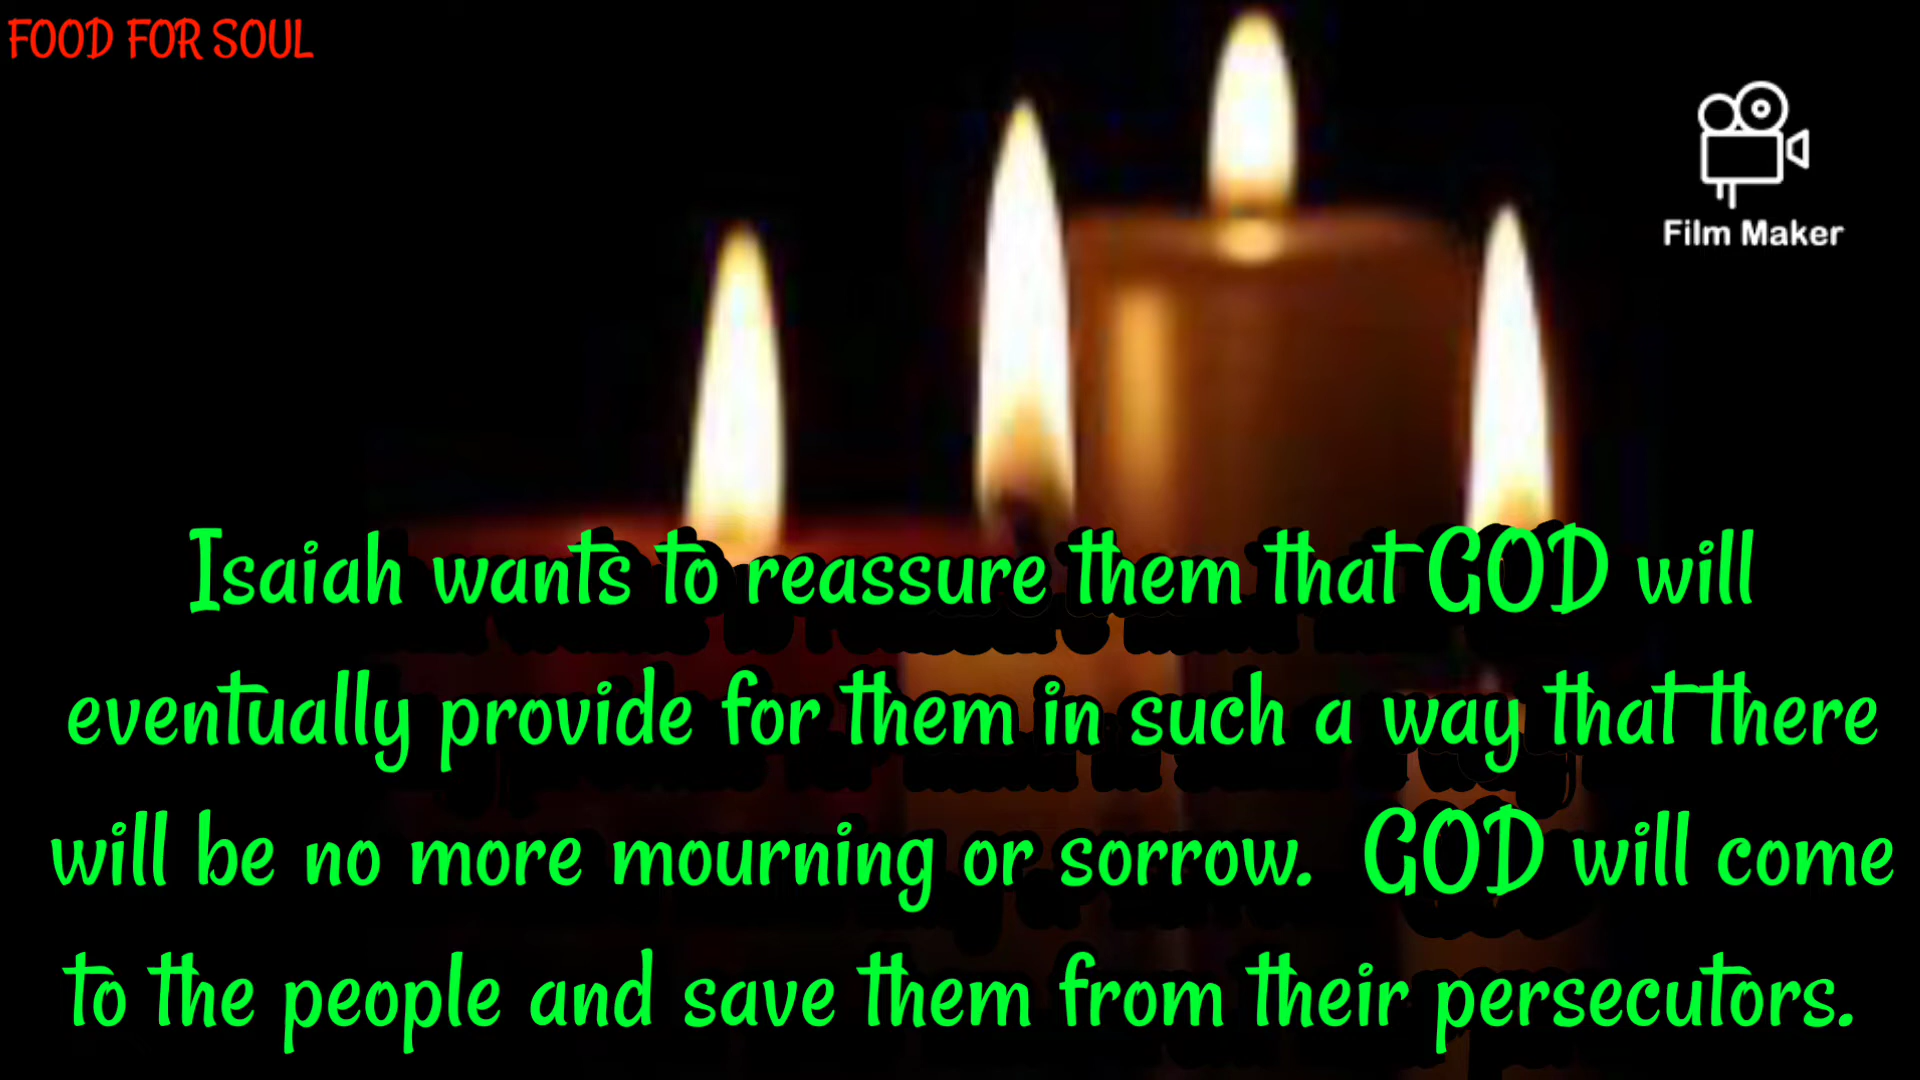 FOOD FOR SOUL
Film Maker
Isaiah wants to reassure them that GOD will
eventually provide for them in such a way that there
will be no more mourning or sorrow. GOD will come
to the people and save them from their persecutors.